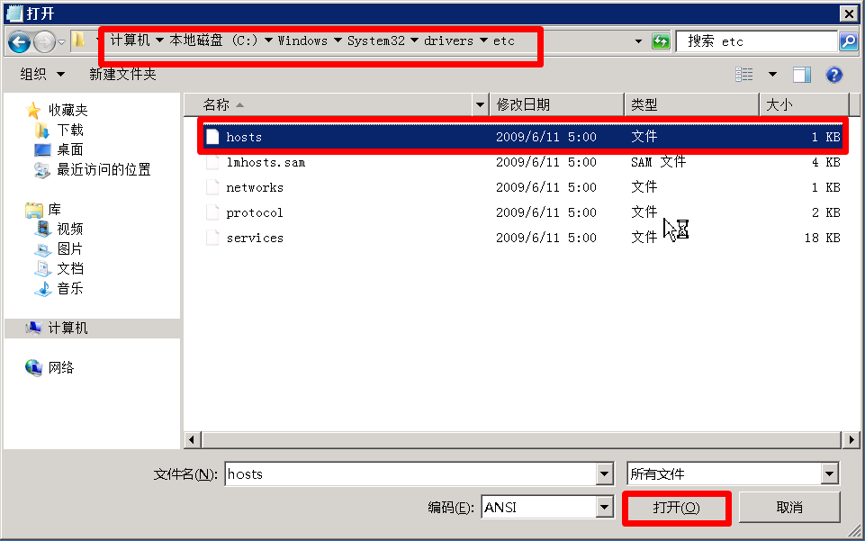 打开
计算机 本地磁盘 (C:) Windows System32 drivers etc
搜索 etc
组织 新建文件夹
收藏夹
下载
桌面
最近访问的位置
库
视频
图片
文档
音乐
计算机
网络
名称 修改日期 类型 大小
hosts 2009/6/11 5:00 文件 1 KB
lmhosts.sam 2009/6/11 5:00 SAM 文件 4 KB
networks 2009/6/11 5:00 文件 1 KB
protocol 2009/6/11 5:00 文件 2 KB
services 2009/6/11 5:00 文件 18 KB
文件名(N): hosts 所有文件
编码(E): ANSI 打开(O) 取消